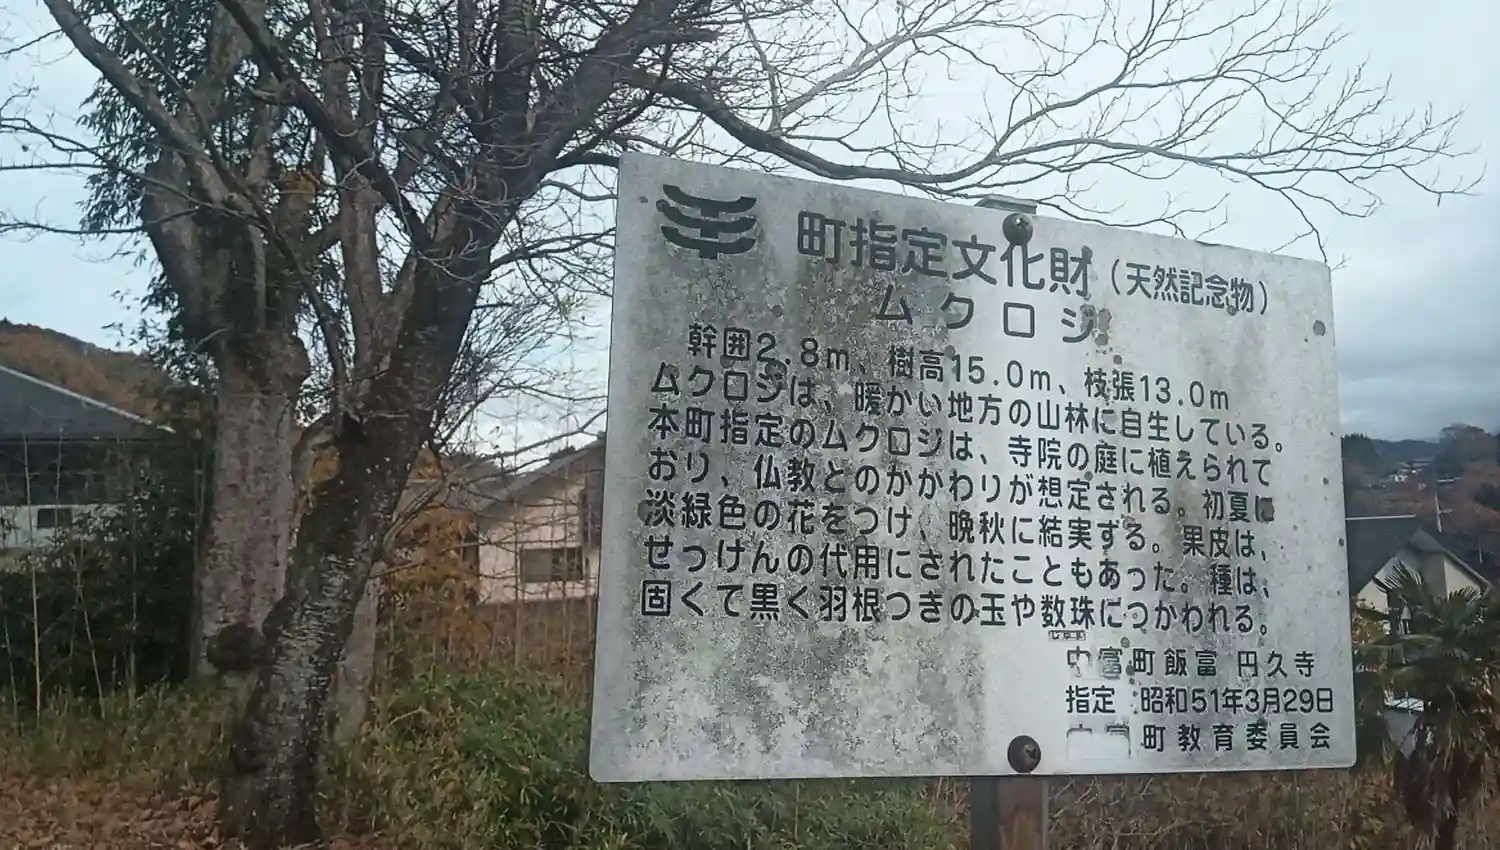 町指定文化財(天然記念物)
ムクロジ
幹囲2.8m、樹高15.0m、枝張13.0m
ムクロジは、暖かい地方の山林に自生している。
本町指定のムクロジは、寺院の庭に植えられて
おり、仏教とのかかわりが想定される。初夏に
淡緑色の花をつけ、晩秋に結実する。果皮は、
せっけんの代用にされたこともあった。種は、
固くて黒く羽根つきの玉や数珠につかわれる。
じゅず
中富町飯富 円久寺
指定 昭和51年3月29日
町教育委員会